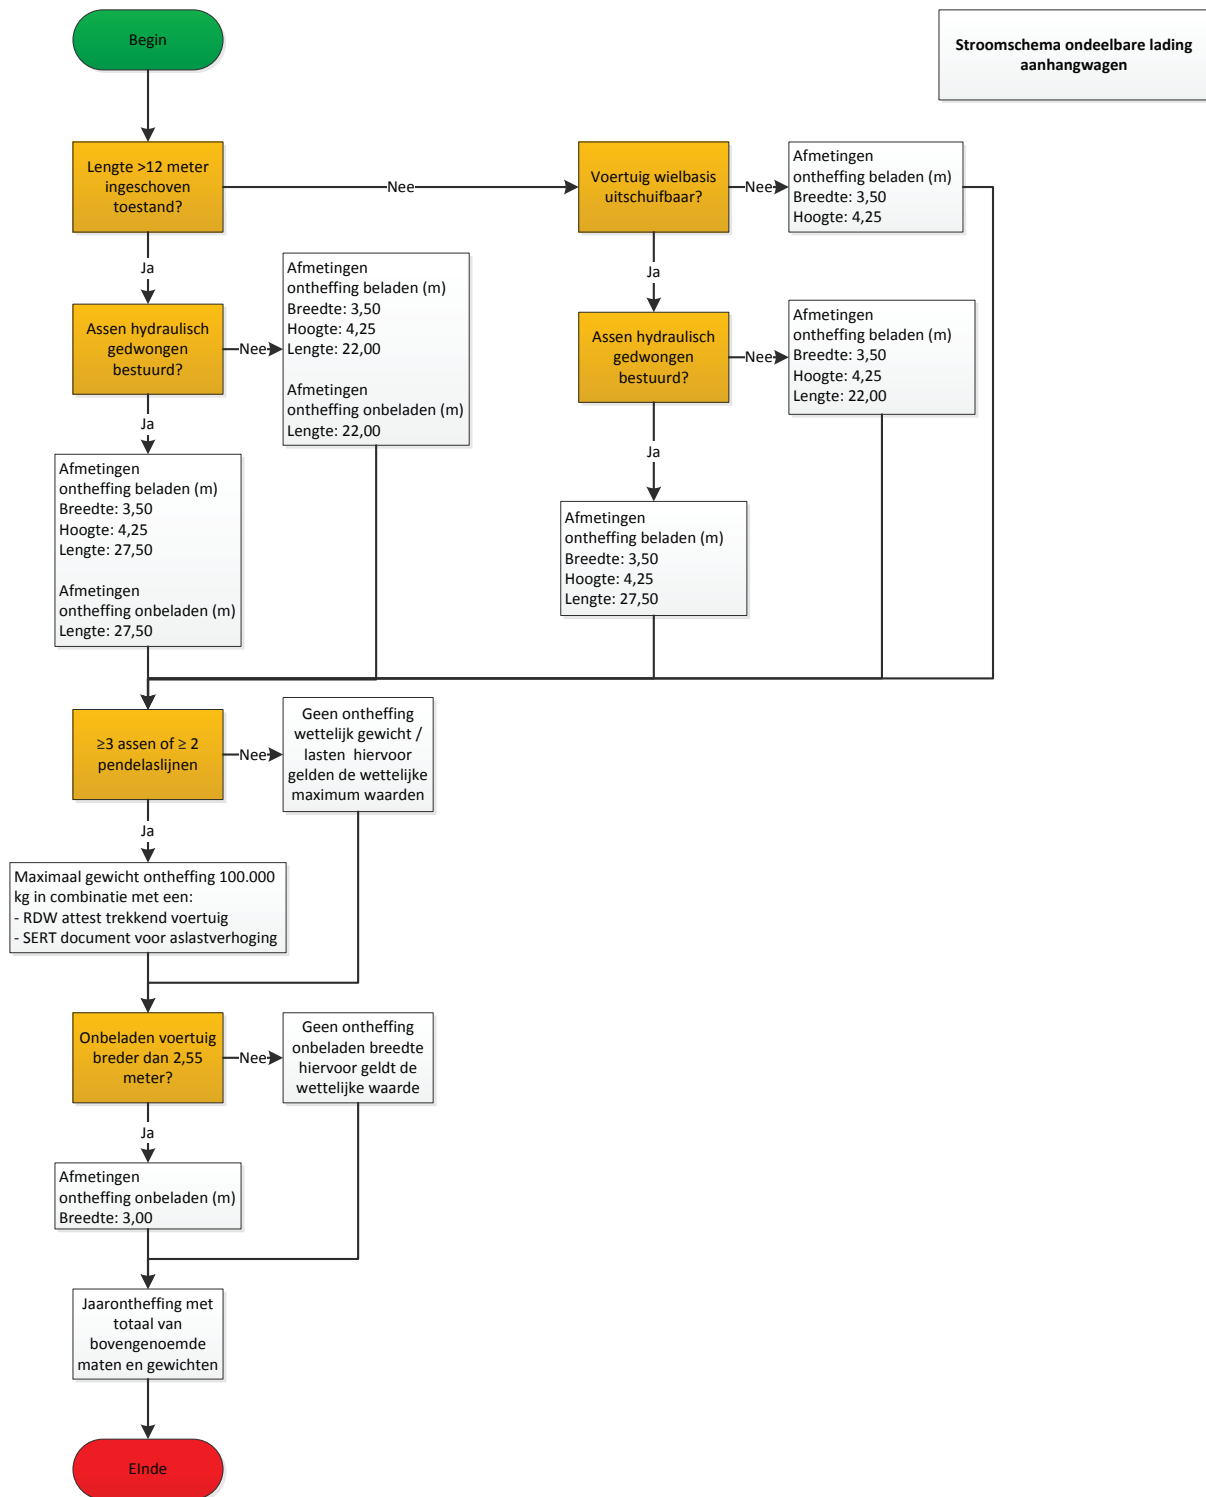 Begin
Stroomschema ondeelbare lading
aanhangwagen
Lengte >12 meter
ingeschoven
toestand?
Nee
Voertuig wielbasis
uitschuifbaar?
Nee
Afmetingen
ontheffing beladen (m)
Breedte: 3,50
Hoogte: 4,25
Ja
Ja
Assen hydraulisch
gedwongen
bestuurd?
Nee
Afmetingen
ontheffing beladen (m)
Breedte: 3,50
Hoogte: 4,25
Lengte: 22,00
Afmetingen
ontheffing onbeladen (m)
Lengte: 22,00
Assen hydraulisch
gedwongen
bestuurd?
Nee
Afmetingen
ontheffing beladen (m)
Breedte: 3,50
Hoogte: 4,25
Lengte: 22,00
Ja
Ja
Afmetingen
ontheffing beladen (m)
Breedte: 3,50
Hoogte: 4,25
Lengte: 27,50
Afmetingen
ontheffing onbeladen (m)
Lengte: 27,50
Afmetingen
ontheffing beladen (m)
Breedte: 3,50
Hoogte: 4,25
Lengte: 27,50
≥3 assen of ≥ 2
pendelaslijnen
Nee
Geen ontheffing
wettelijk gewicht /
lasten hiervoor
gelden de wettelijke
maximum waarden
Ja
Maximaal gewicht ontheffing 100.000
kg in combinatie met een:
- RDW attest trekkend voertuig
- SERT document voor aslastverhoging
Onbeladen voertuig
breder dan 2,55
meter?
Nee
Geen ontheffing
onbeladen breedte
hiervoor geldt de
wettelijke waarde
Ja
Afmetingen
ontheffing onbeladen (m)
Breedte: 3,00
Jaarontheffing met
totaal van
bovengenoemde
maten en gewichten
EInde